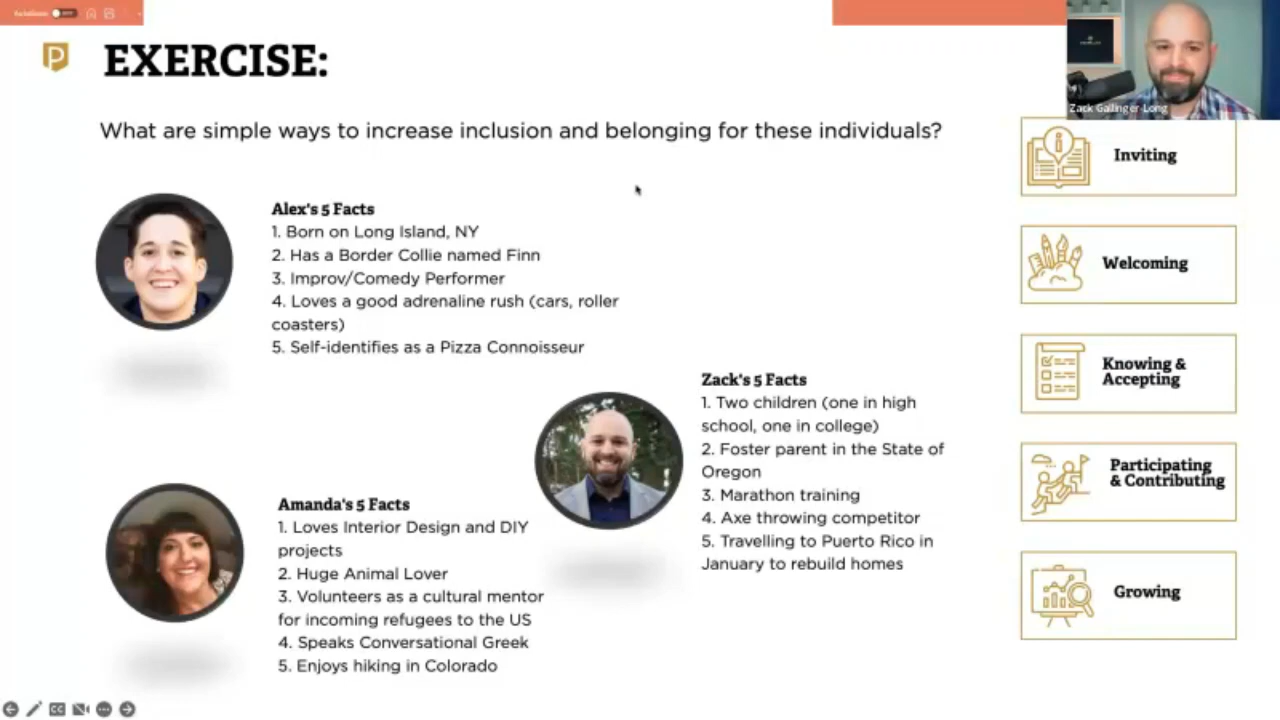 AutoSave OFF
P
EXERCISE:
Zack Gallinger-Long
What are simple ways to increase inclusion and belonging for these individuals?
Alex's 5 Facts
1. Born on Long Island, NY
2. Has a Border Collie named Finn
3. Improv/Comedy Performer
4. Loves a good adrenaline rush (cars, roller
coasters)
5. Self-identifies as a Pizza Connoisseur
Zack's 5 Facts
1. Two children (one in high
school, one in college)
2. Foster parent in the State of
Oregon
3. Marathon training
4. Axe throwing competitor
5. Travelling to Puerto Rico in
January to rebuild homes
Amanda's 5 Facts
1. Loves Interior Design and DIY
projects
2. Huge Animal Lover
3. Volunteers as a cultural mentor
for incoming refugees to the US
4. Speaks Conversational Greek
5. Enjoys hiking in Colorado
Inviting
Welcoming
Knowing &
Accepting
Participating
& Contributing
Growing
CC